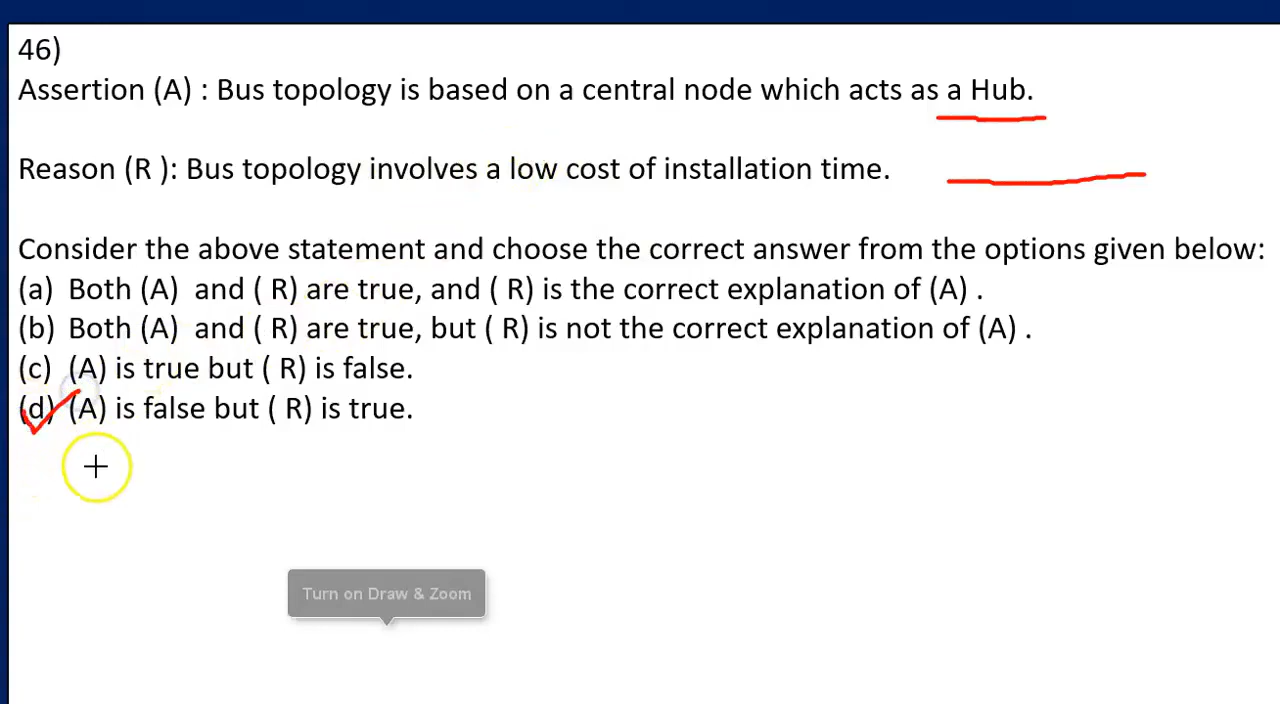 46)
Assertion (A) : Bus topology is based on a central node which acts as a Hub.
Reason (R ): Bus topology involves a low cost of installation time.
Consider the above statement and choose the correct answer from the options given below:
(a) Both (A) and ( R) are true, and ( R) is the correct explanation of (A) .
(b) Both (A) and ( R) are true, but ( R) is not the correct explanation of (A) .
(c) (A) is true but ( R) is false.
(d) (A) is false but ( R) is true.
Turn on Draw & Zoom